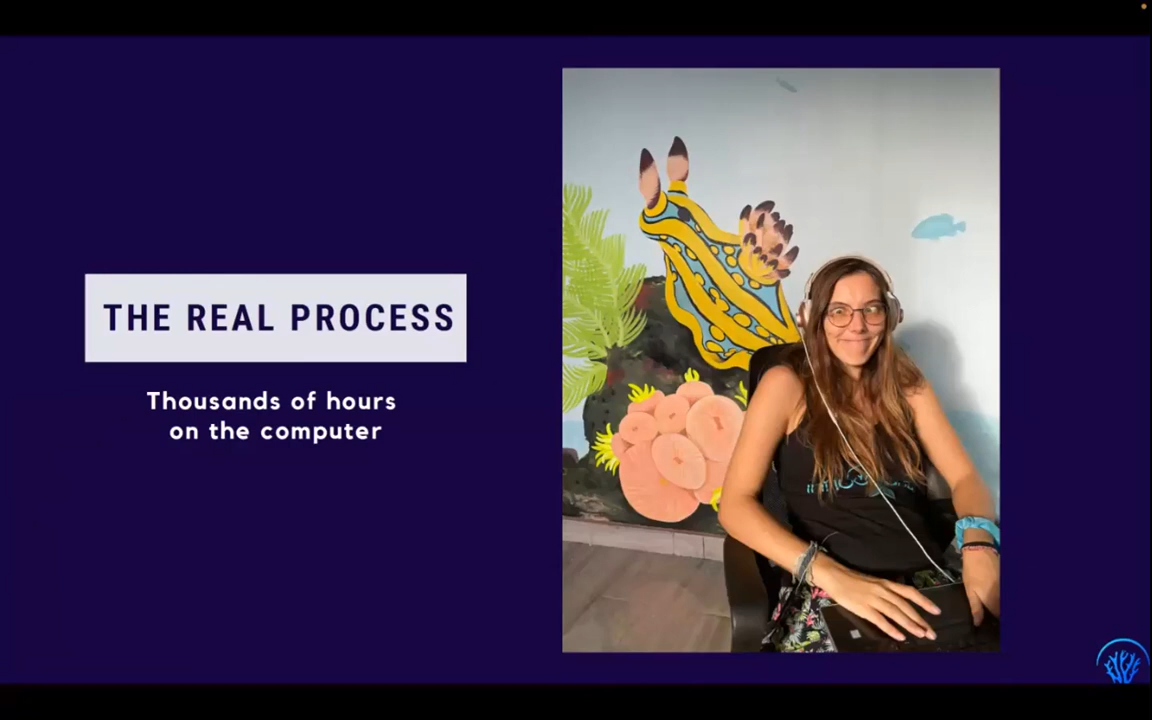 THE REAL PROCESS
Thousands of hours
on the computer